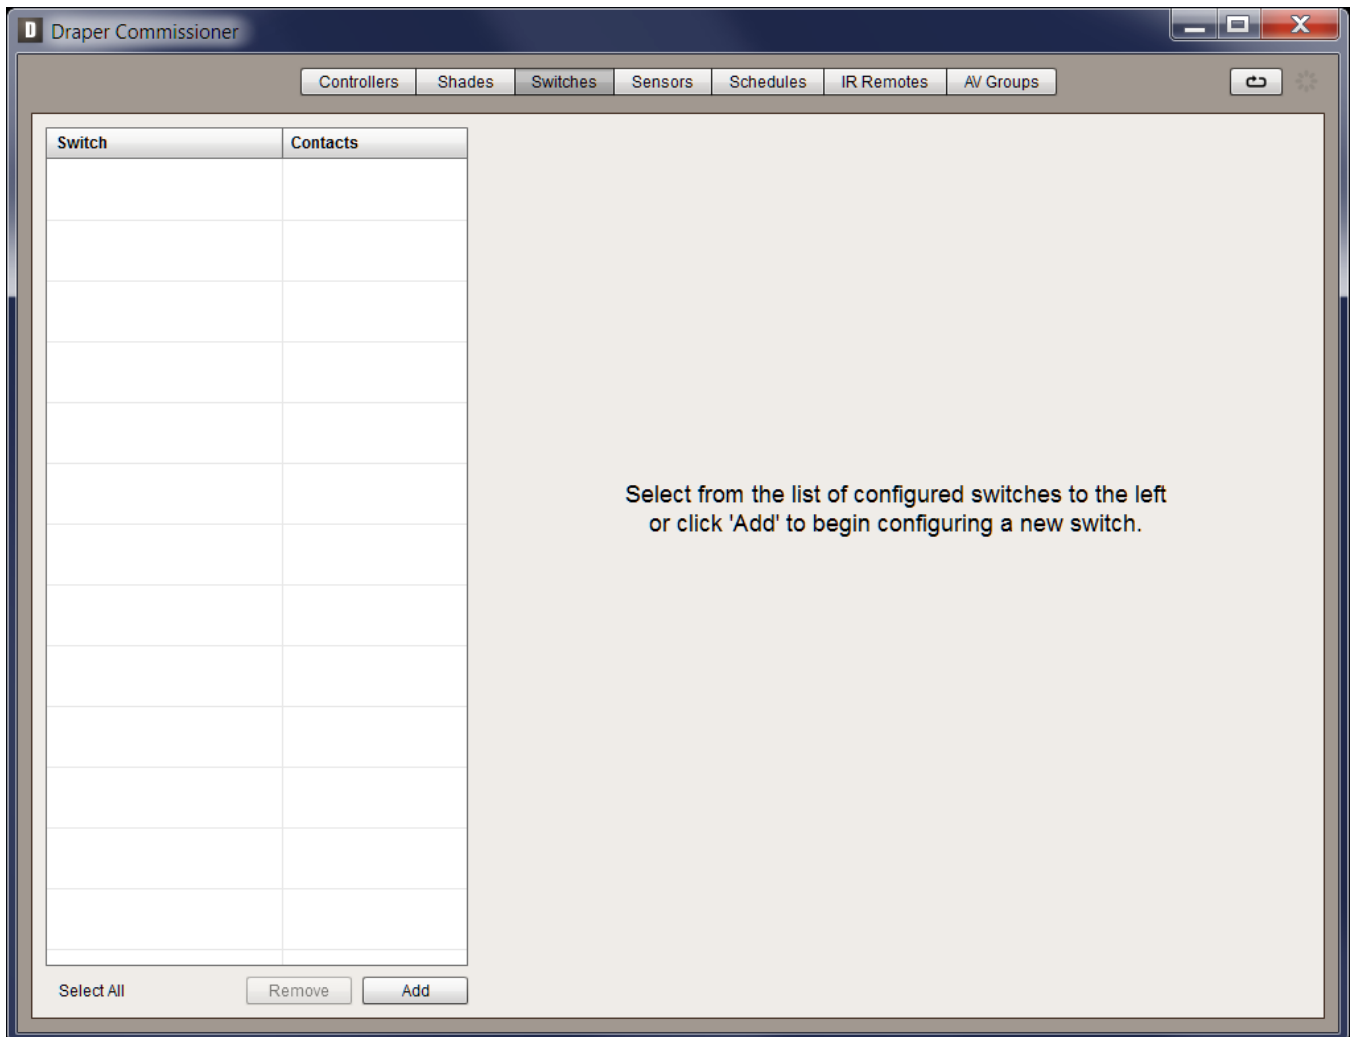 D Draper Commissioner
Controllers Shades Switches Sensors Schedules IR Remotes AV Groups
Switch Contacts
Select from the list of configured switches to the left
or click 'Add' to begin configuring a new switch.
Select All Remove Add